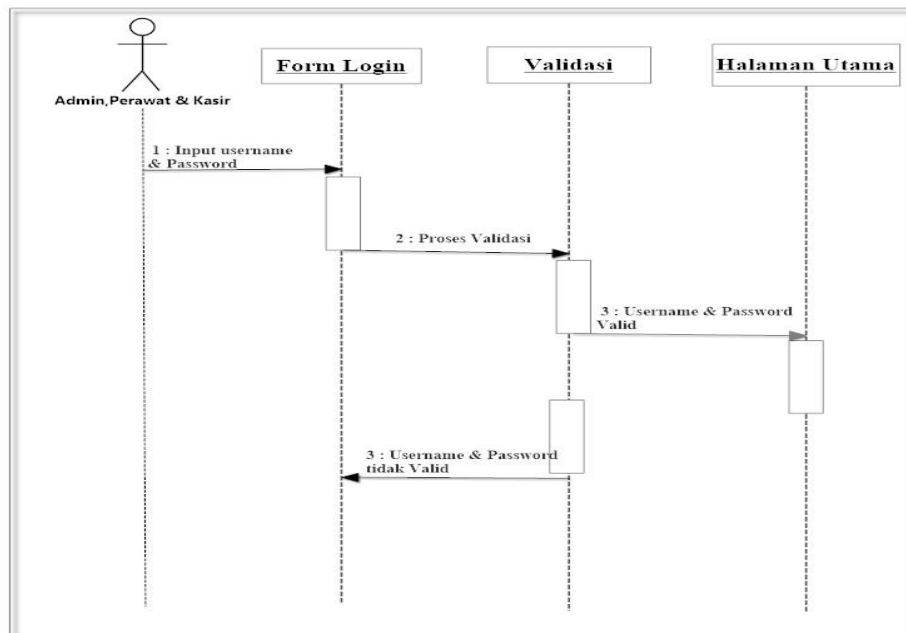 Form Login
Validasi
Halaman Utama
Admin,Perawat & Kasir
1 : Input username
& Password
2 : Proses Validasi
3 : Username & Password
Valid
3 : Username & Password
tidak Valid